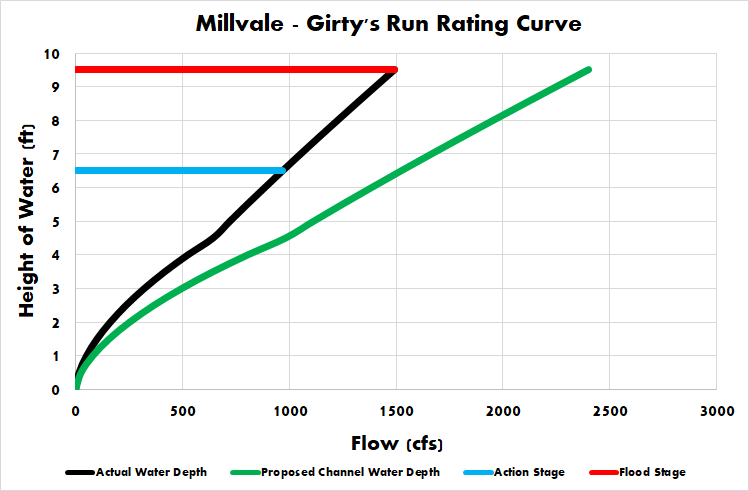 Millvale - Girty's Run Rating Curve
10
9
8
7
6
5
4
3
2
1
0
Height of Water (ft)
0 500 1000 1500 2000 2500 3000
Flow (cfs)
Actual Water Depth Proposed Channel Water Depth Action Stage Flood Stage